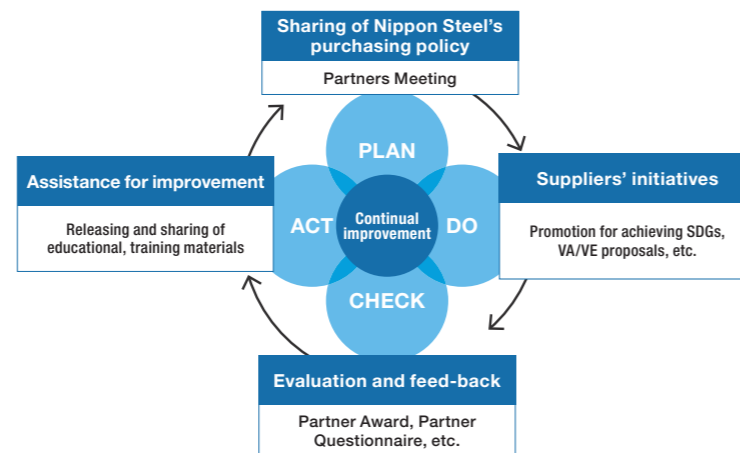 Sharing of Nippon Steel's
purchasing policy
Partners Meeting
PLAN
Assistance for improvement
Releasing and sharing of
educational, training materials
ACT
Continual
improvement
DO
Suppliers' initiatives
Promotion for achieving SDGs,
VA/VE proposals, etc.
CHECK
Evaluation and feed-back
Partner Award, Partner
Questionnaire, etc.